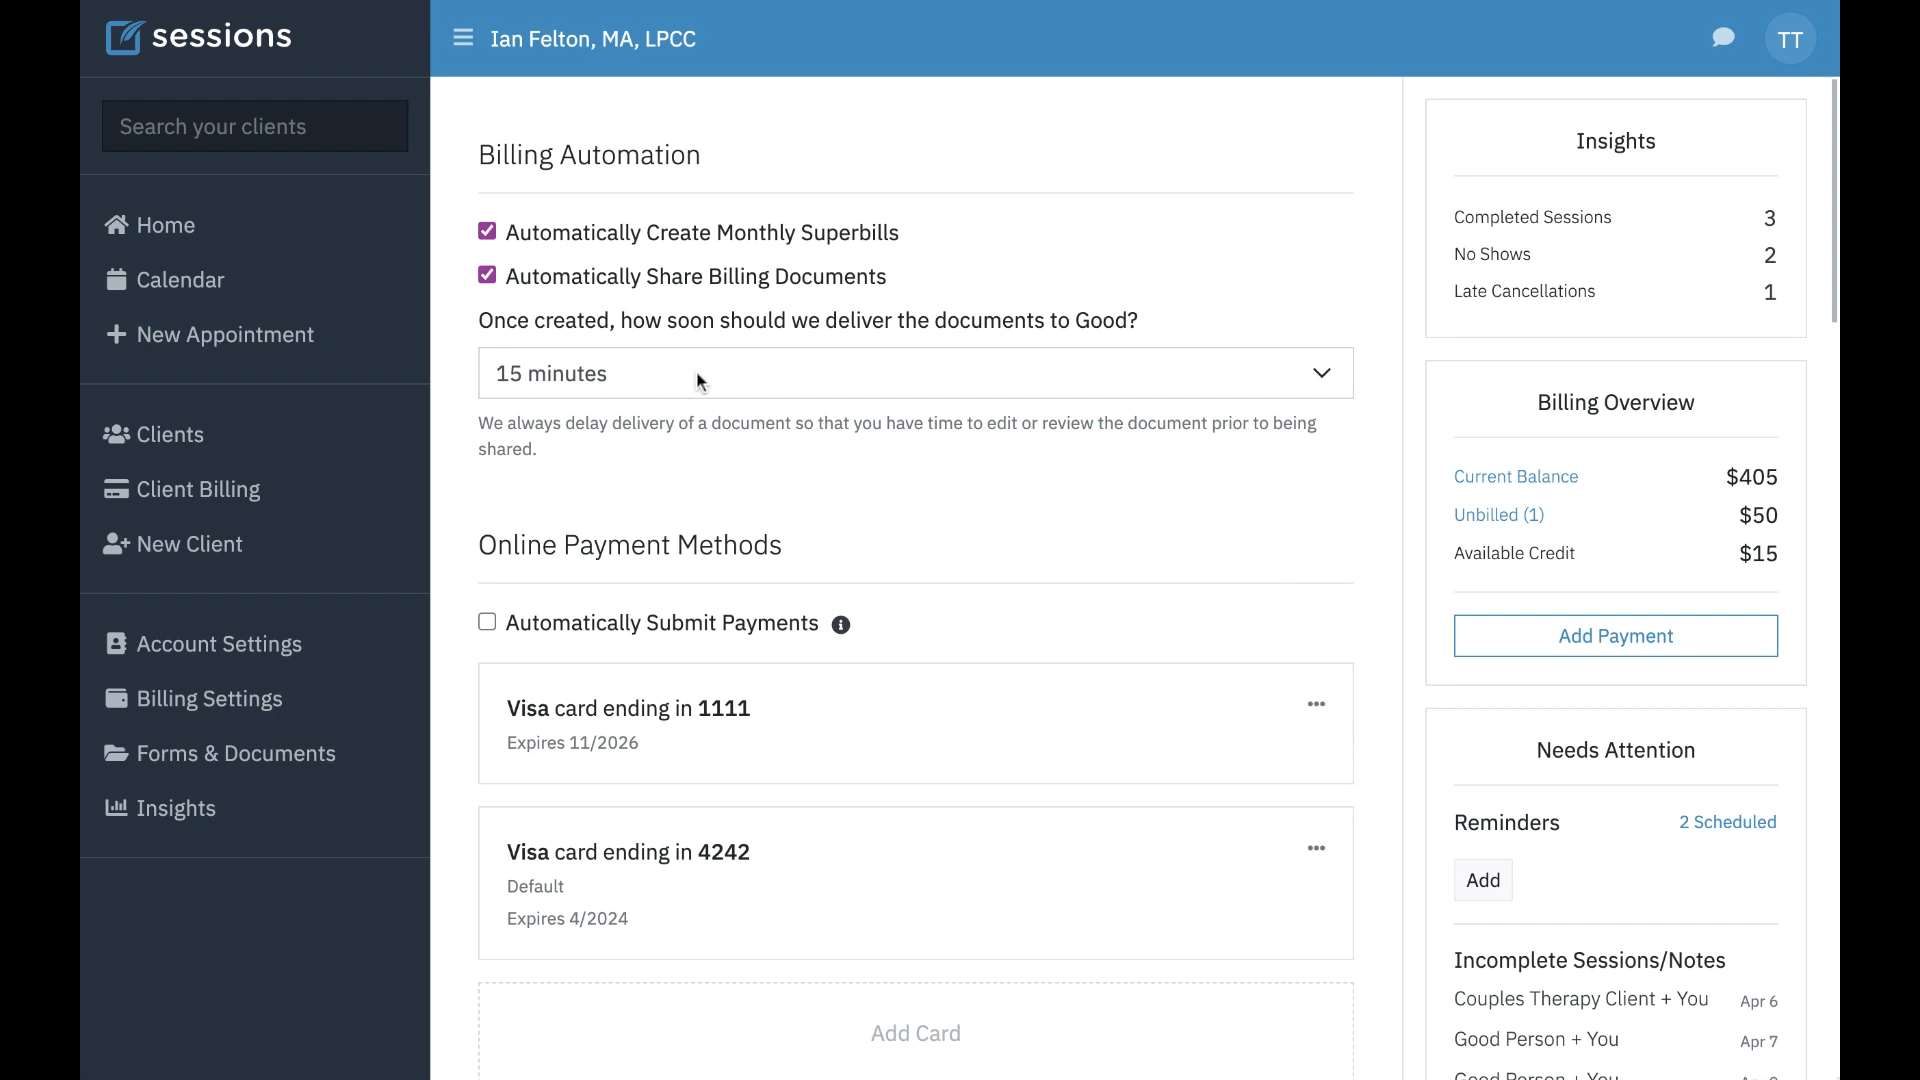 sessions
Ian Felton, MA, LPCC
TT
Search your clients
Home
Calendar
New Appointment
Clients
Client Billing
New Client
Account Settings
Billing Settings
Forms & Documents
Insights
Billing Automation
Automatically Create Monthly Superbills
Automatically Share Billing Documents
Once created, how soon should we deliver the documents to Good?
15 minutes
We always delay delivery of a document so that you have time to edit or review the document prior to being
shared.
Online Payment Methods
Automatically Submit Payments
Visa card ending in 1111
Expires 11/2026
Visa card ending in 4242
Default
Expires 4/2024
Add Card
Insights
Completed Sessions 3
No Shows 2
Late Cancellations 1
Billing Overview
Current Balance $405
Unbilled (1) $50
Available Credit $15
Add Payment
Needs Attention
Reminders 2 Scheduled
Add
Incomplete Sessions/Notes
Couples Therapy Client + You Apr 6
Good Person + You Apr 7
Good Person + You